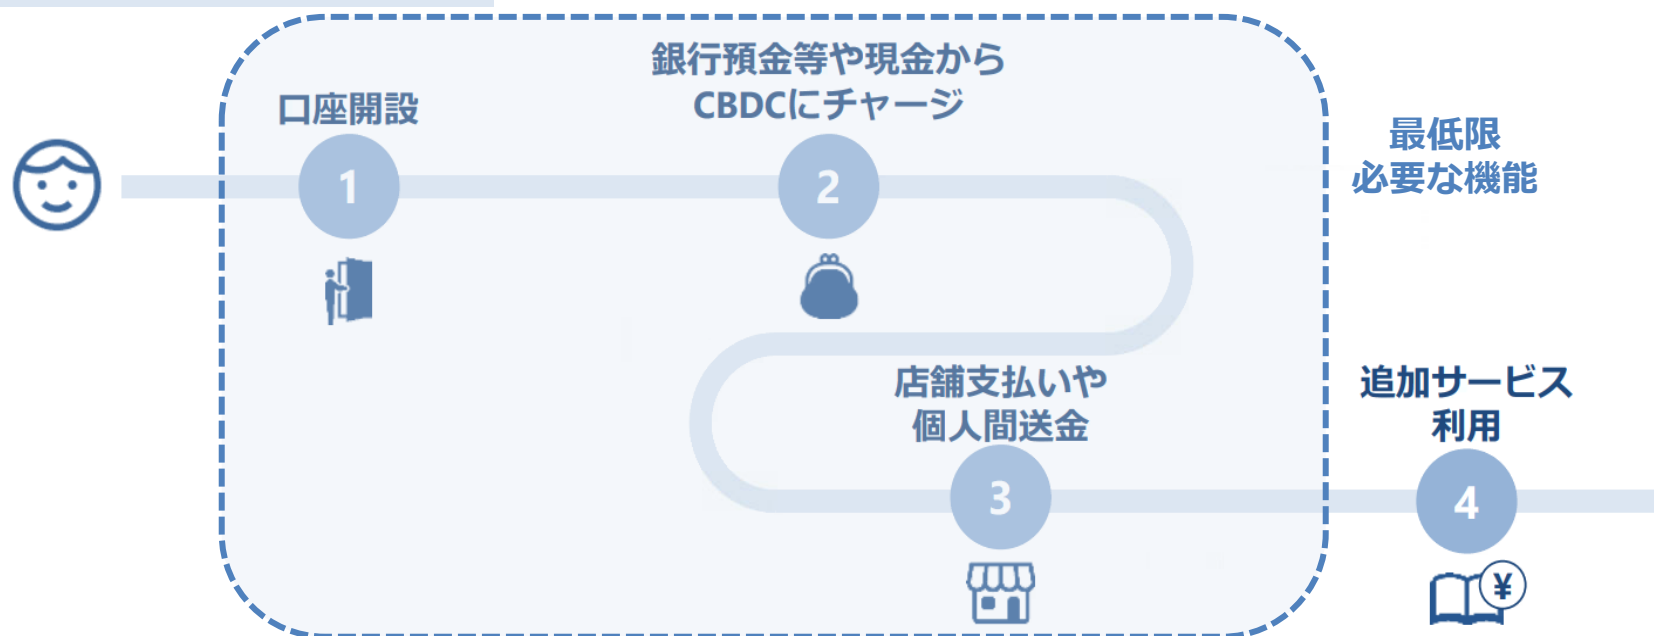 口座開設
1
銀行預金等や現金から
CBDCにチャージ
2
最低限
必要な機能
店舗支払いや
個人間送金
3
追加サービス
利用
4
¥